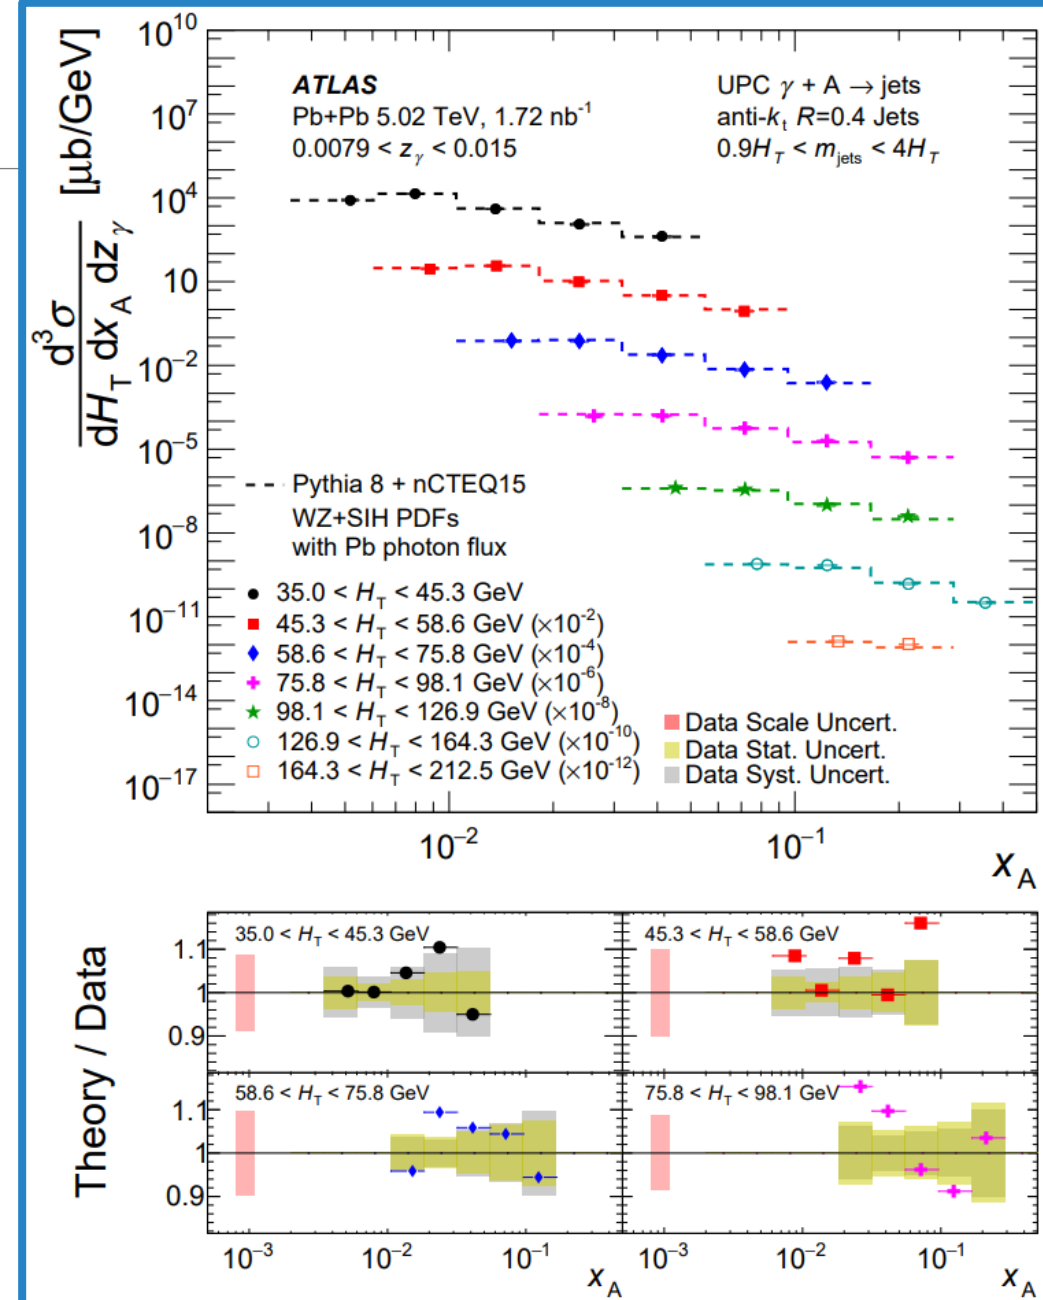 10^10
10^7
10^4
10
10^−2
10^−5
10^−8
10^−11
10^−14
10^−17
d^3σ / dH_T dx_A dz_γ [μb/GeV]
ATLAS
Pb+Pb 5.02 TeV, 1.72 nb^-1
0.0079 < z_γ < 0.015
UPC γ + A → jets
anti-k_t R=0.4 Jets
0.9H_T < m_jets < 4H_T
Pythia 8 + nCTEQ15
WZ+SIH PDFs
with Pb photon flux
35.0 < H_T < 45.3 GeV
45.3 < H_T < 58.6 GeV (×10^-2)
58.6 < H_T < 75.8 GeV (×10^-4)
75.8 < H_T < 98.1 GeV (×10^-6)
98.1 < H_T < 126.9 GeV (×10^-8)
126.9 < H_T < 164.3 GeV (×10^-10)
164.3 < H_T < 212.5 GeV (×10^-12)
Data Scale Uncert.
Data Stat. Uncert.
Data Syst. Uncert.
10^−2 10^−1
x_A
Theory / Data
35.0 < H_T < 45.3 GeV
1.1
1
0.9
45.3 < H_T < 58.6 GeV
58.6 < H_T < 75.8 GeV
1.1
1
0.9
75.8 < H_T < 98.1 GeV
10^−3 10^−2 10^−1
x_A
10^−3 10^−2 10^−1
x_A